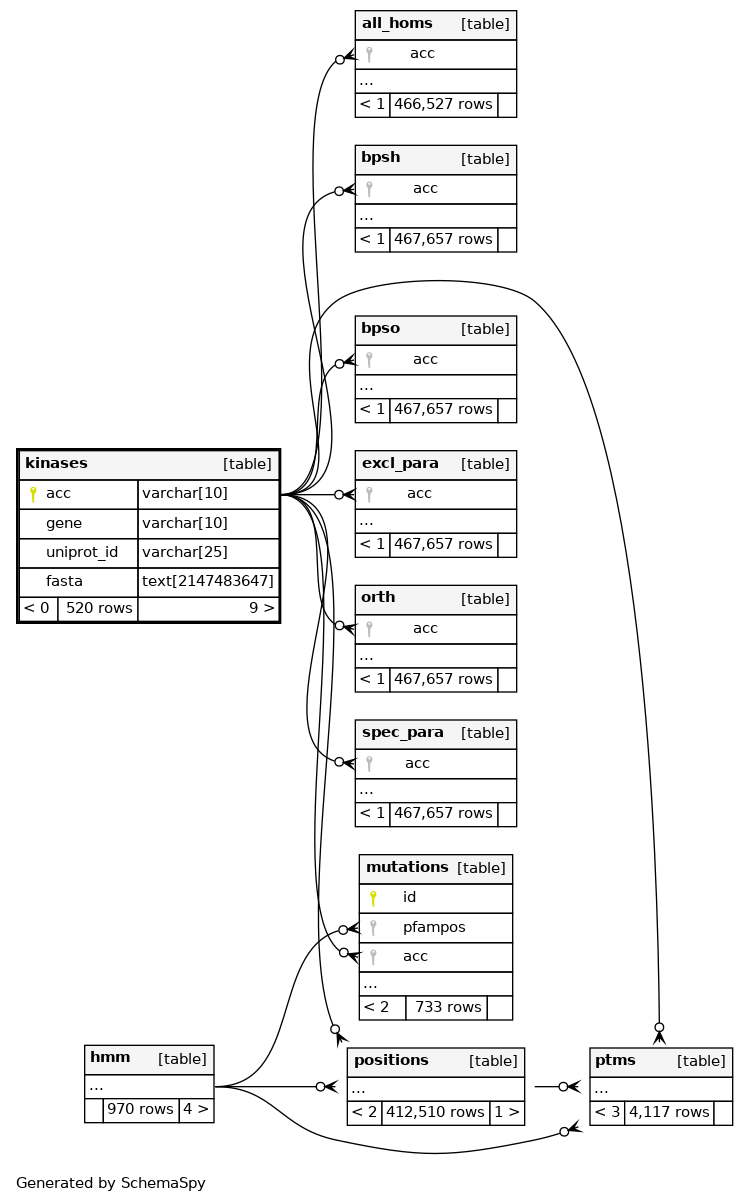 all_homs [table]
acc
...
< 1 466,527 rows
bpsh [table]
acc
...
< 1 467,657 rows
bpso [table]
acc
...
< 1 467,657 rows
kinases [table]
acc varchar[10]
gene varchar[10]
uniprot_id varchar[25]
fasta text[2147483647]
< 0 520 rows 9 >
excl_para [table]
acc
...
< 1 467,657 rows
orth [table]
acc
...
< 1 467,657 rows
spec_para [table]
acc
...
< 1 467,657 rows
mutations [table]
id
pfampos
acc
...
< 2 733 rows
hmm [table]
...
970 rows 4 >
positions [table]
...
< 2 412,510 rows 1 >
ptms [table]
...
< 3 4,117 rows
Generated by SchemaSpy